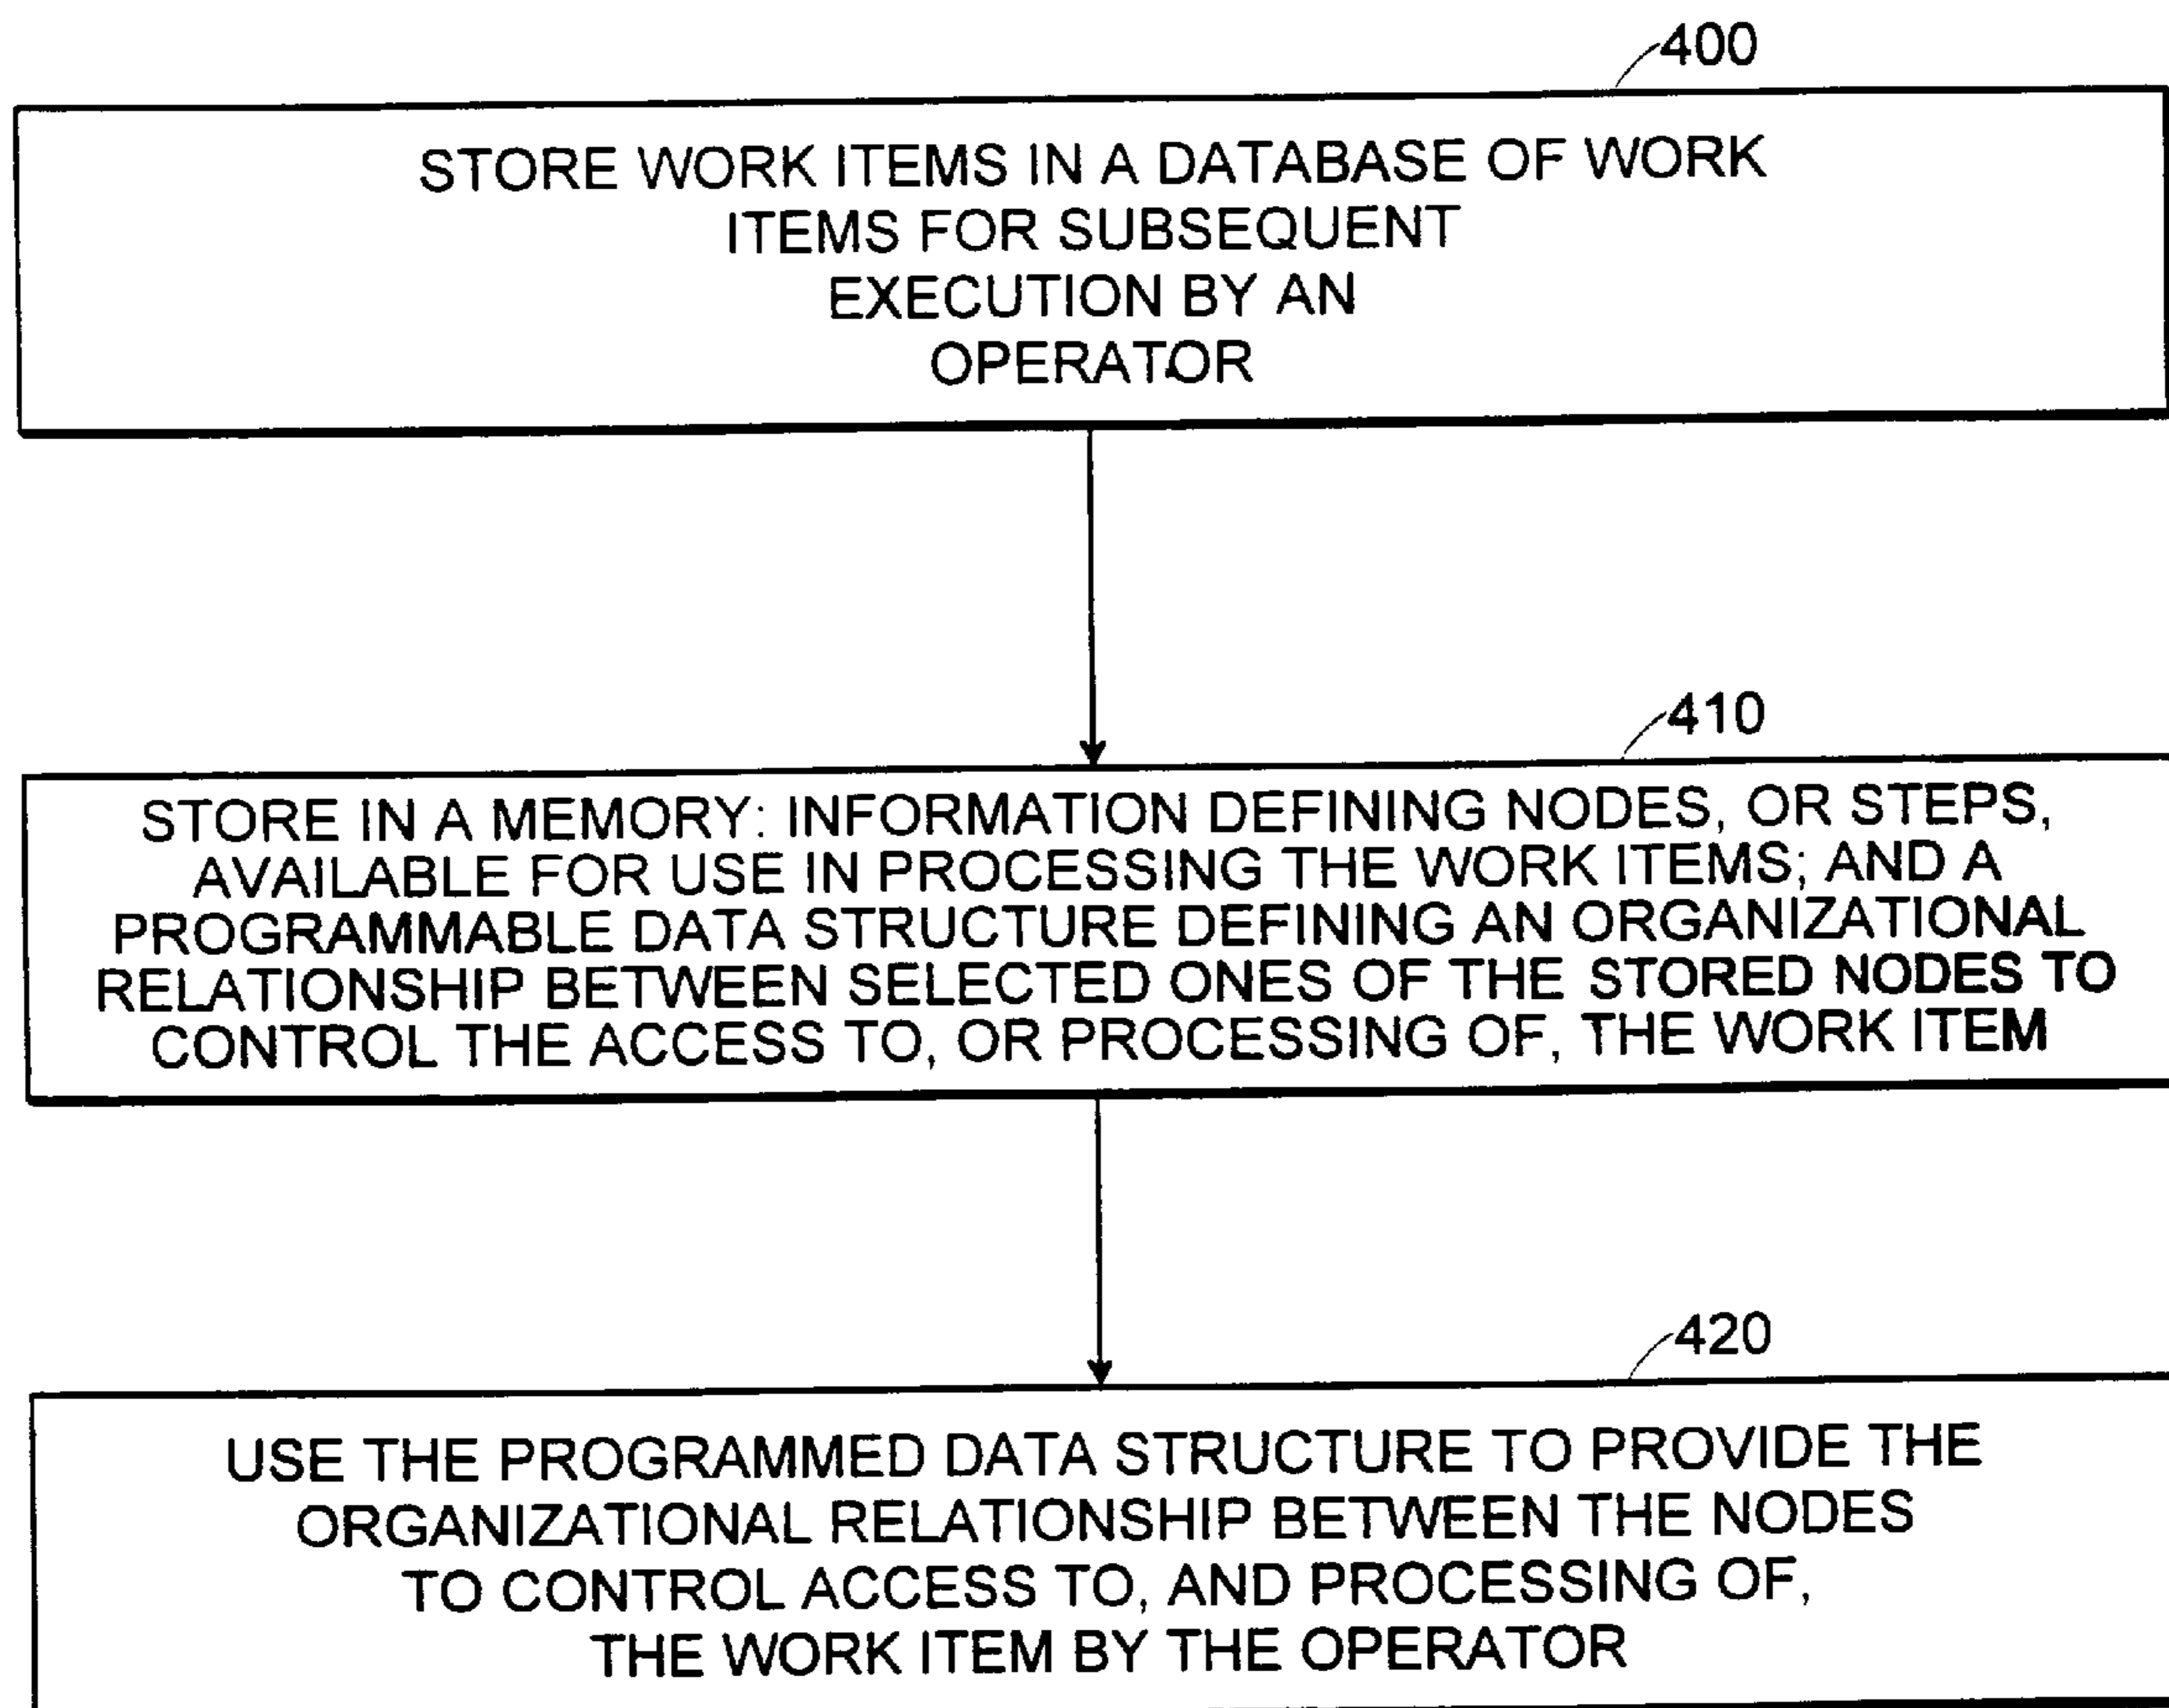 400
STORE WORK ITEMS IN A DATABASE OF WORK
ITEMS FOR SUBSEQUENT
EXECUTION BY AN
OPERATOR
410
STORE IN A MEMORY: INFORMATION DEFINING NODES, OR STEPS,
AVAILABLE FOR USE IN PROCESSING THE WORK ITEMS; AND A
PROGRAMMABLE DATA STRUCTURE DEFINING AN ORGANIZATIONAL
RELATIONSHIP BETWEEN SELECTED ONES OF THE STORED NODES TO
CONTROL THE ACCESS TO, OR PROCESSING OF, THE WORK ITEM
420
USE THE PROGRAMMED DATA STRUCTURE TO PROVIDE THE
ORGANIZATIONAL RELATIONSHIP BETWEEN THE NODES
TO CONTROL ACCESS TO, AND PROCESSING OF,
THE WORK ITEM BY THE OPERATOR